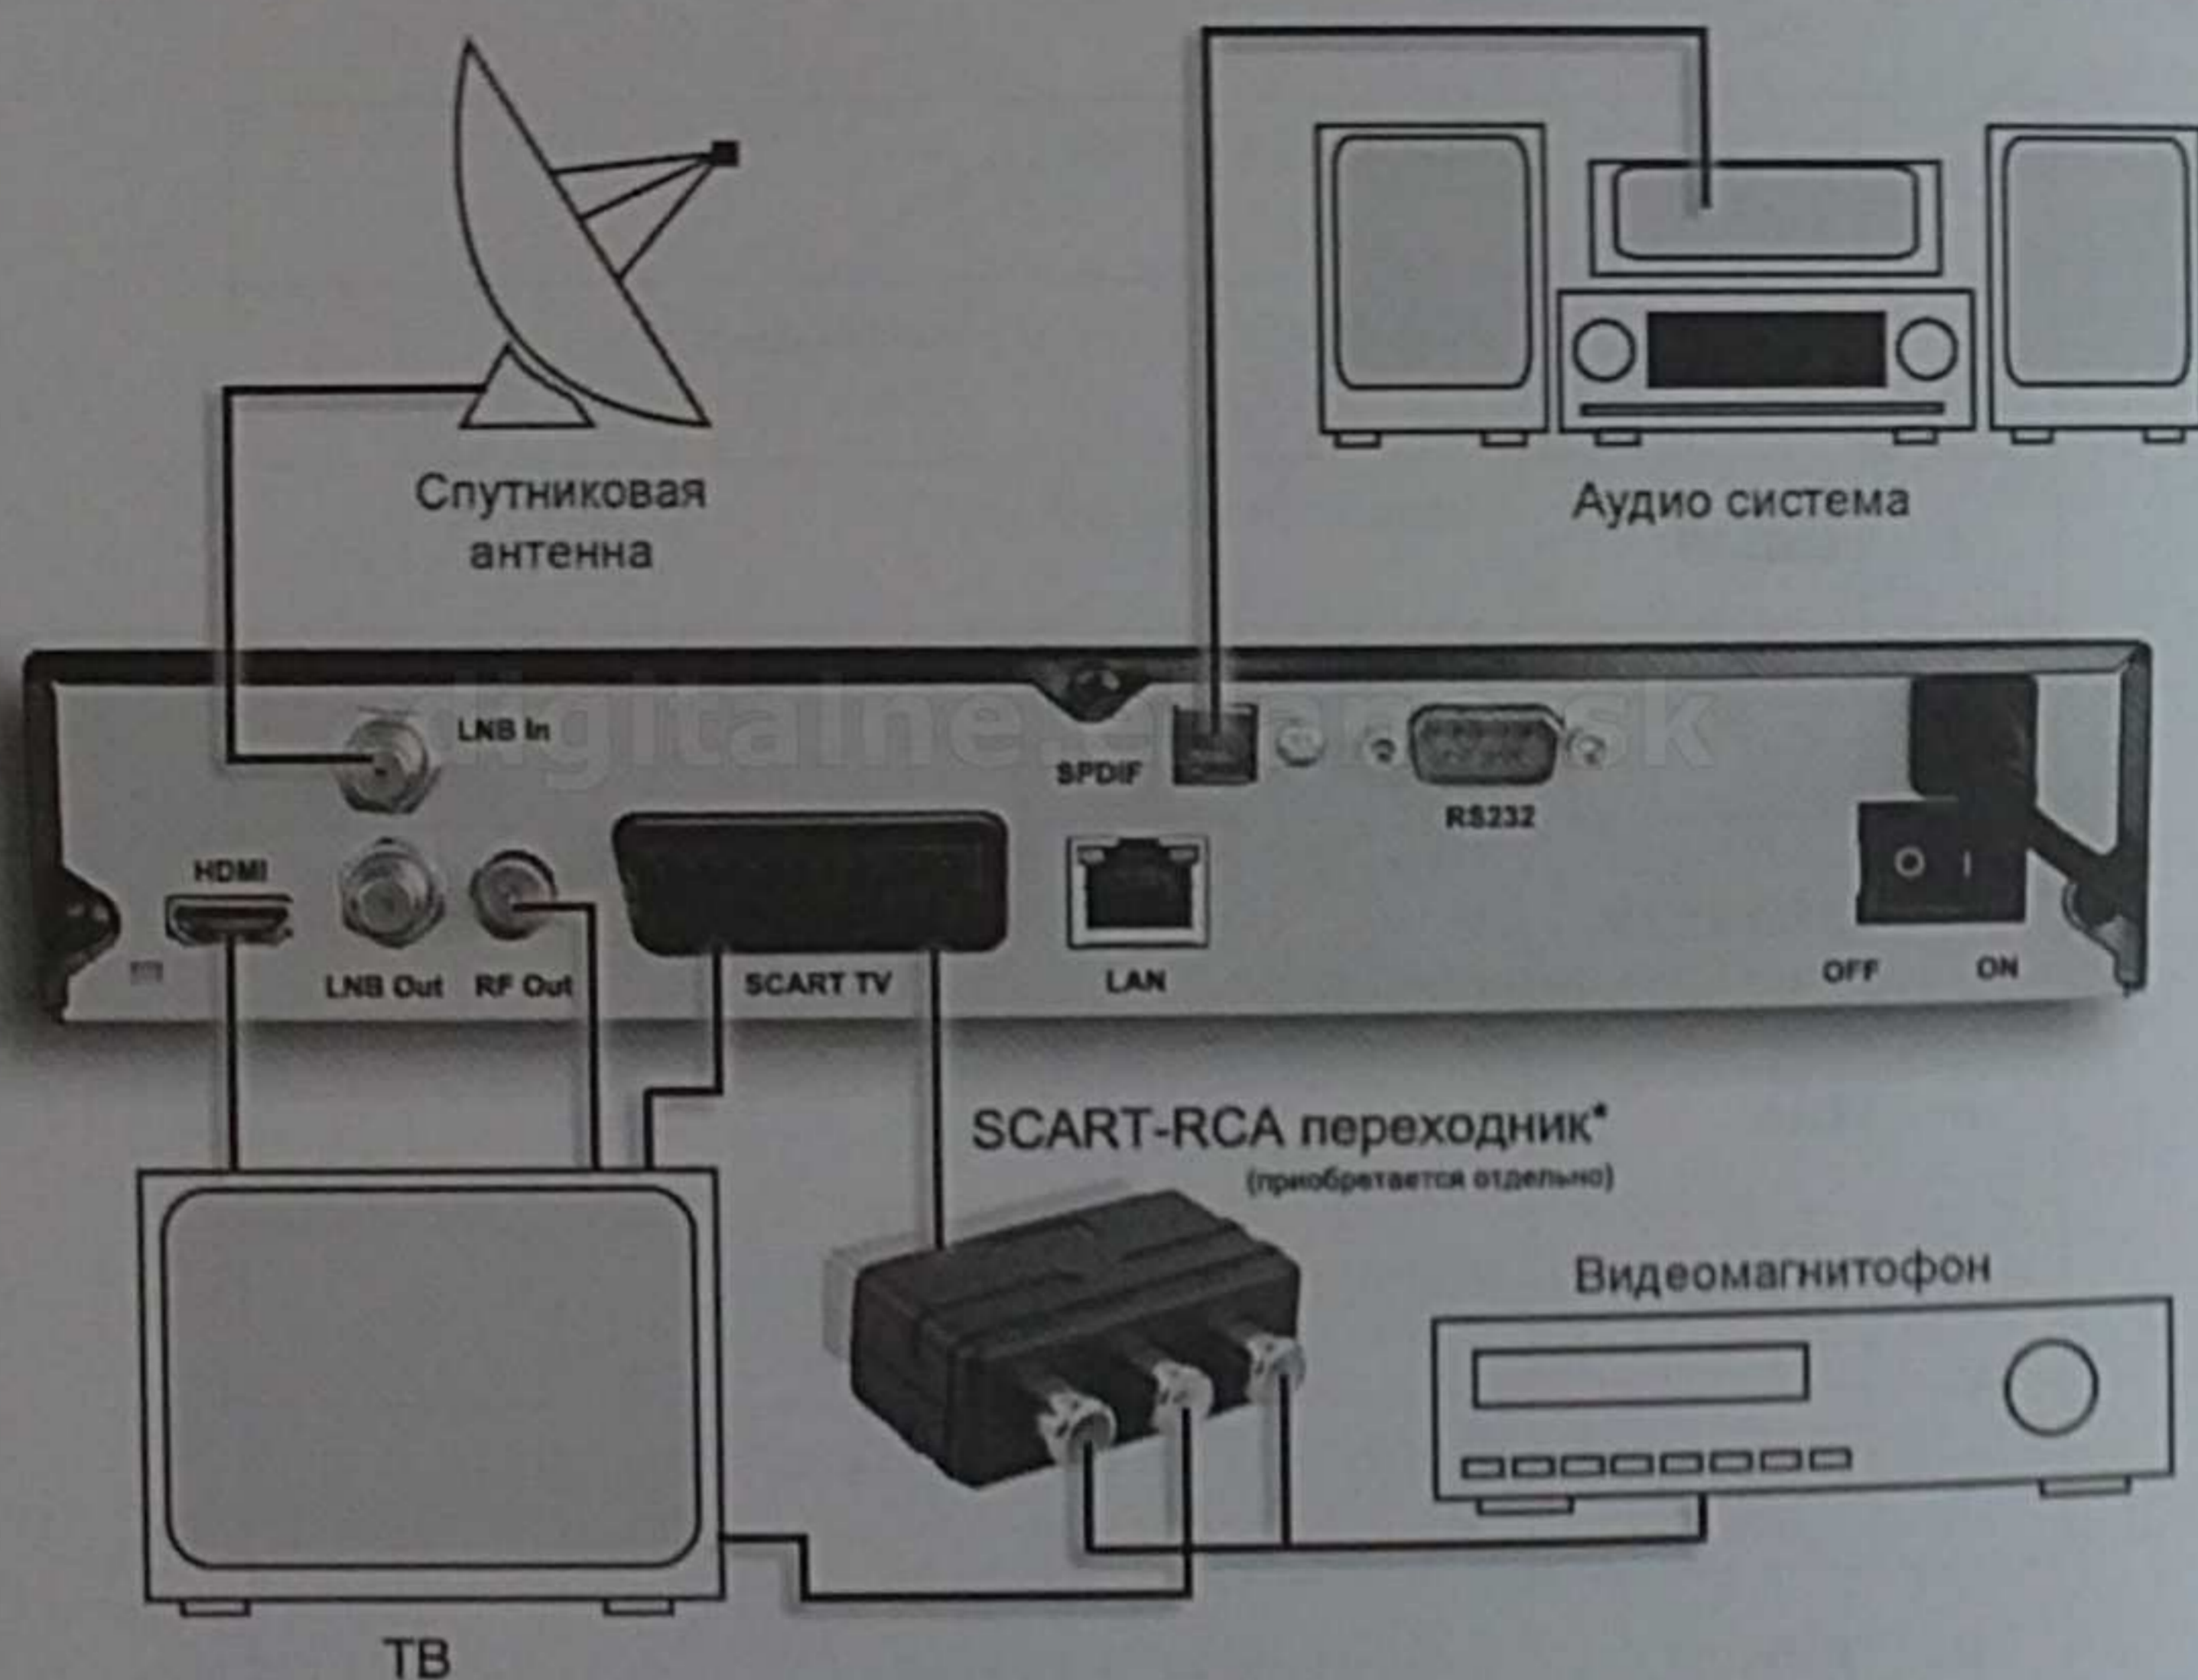 Спутниковая
антенна
Аудио система
LNB In
SPDIF
RS232
HDMI
LNB Out
RF Out
SCART TV
LAN
O I
OFF
ON
SCART-RCA переходник*
(приобретается отдельно)
Видеомагнитофон
ТВ